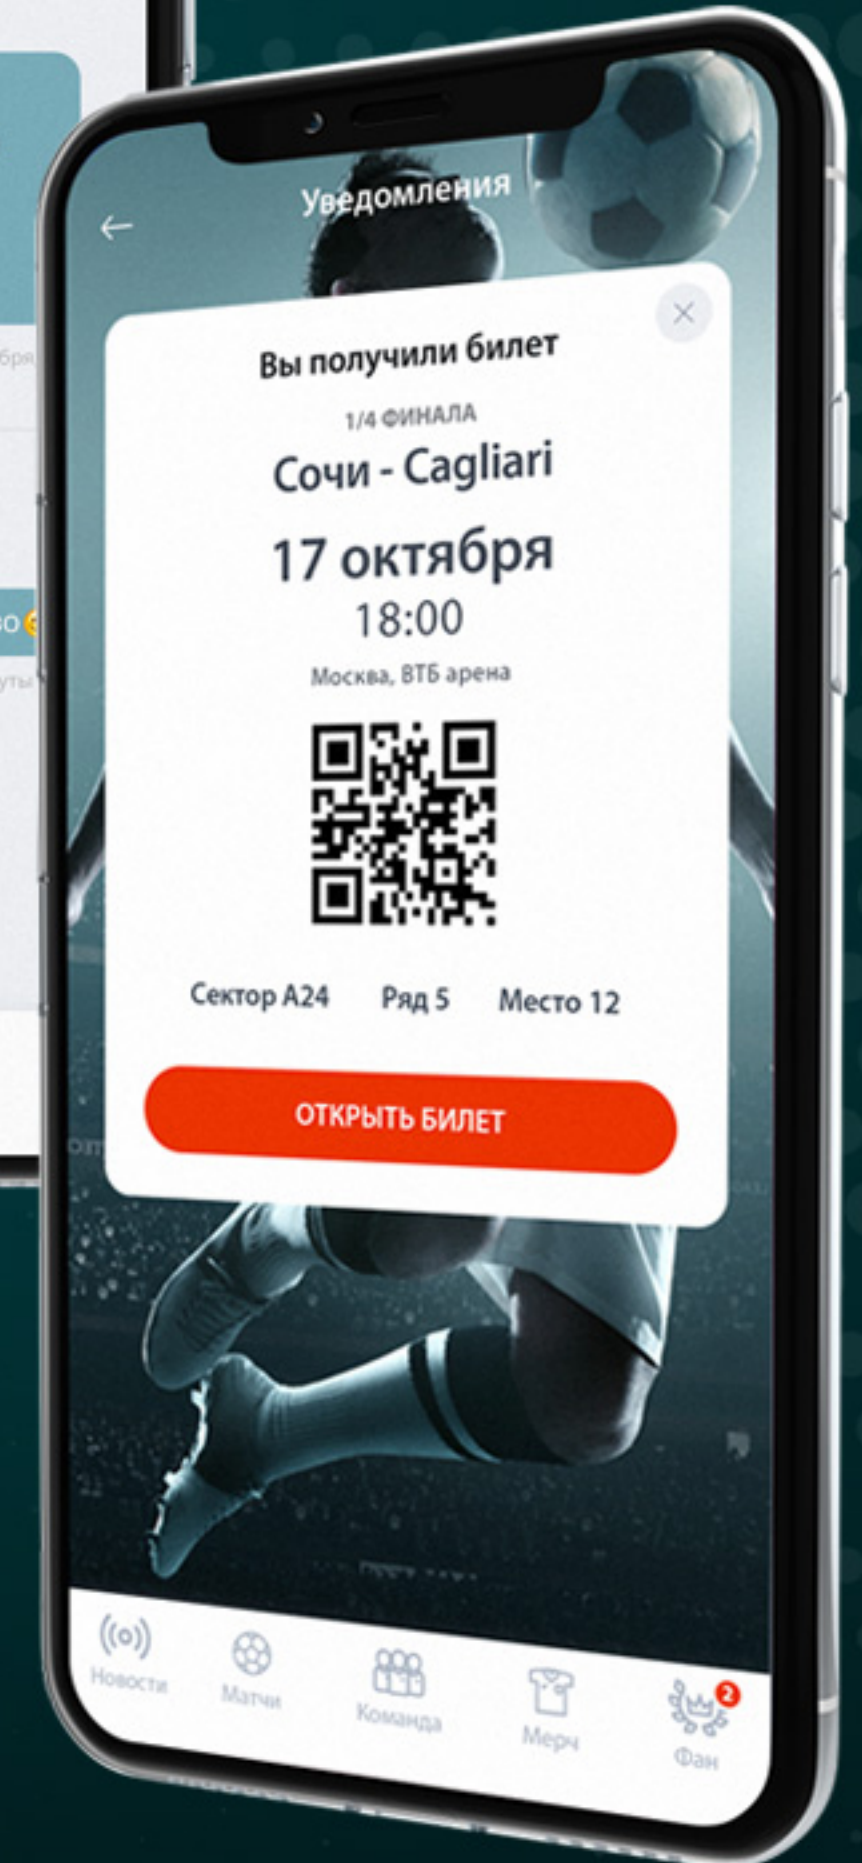 Уведомления
Вы получили билет
1/4 ФИНАЛА
Сочи - Cagliari
17 октября
18:00
Москва, ВТБ арена
Сектор A24 Ряд 5 Место 12
ОТКРЫТЬ БИЛЕТ
Новости Матчи Команда Мерч Фан
2